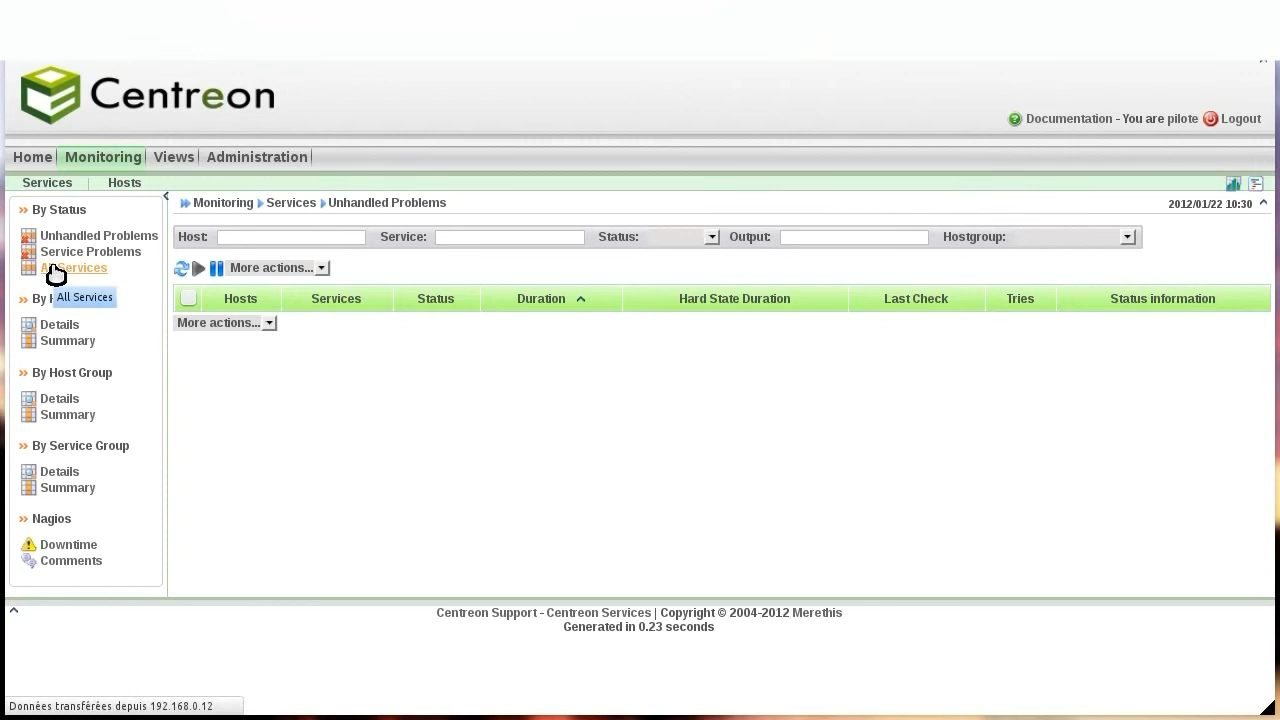 Centreon
Documentation - You are pilote Logout
Home Monitoring Views Administration
Services Hosts
Monitoring Services Unhandled Problems 2012/01/22 10:30
By Status
Unhandled Problems
Service Problems
All Services
All Services
By
Details
Summary
By Host Group
Details
Summary
By Service Group
Details
Summary
Nagios
Downtime
Comments
Host: Service: Status: Output: Hostgroup:
More actions...
Hosts Services Status Duration Hard State Duration Last Check Tries Status information
More actions...
Centreon Support - Centreon Services | Copyright © 2004-2012 Merethis
Generated in 0.23 seconds
Données transférées depuis 192.168.0.12